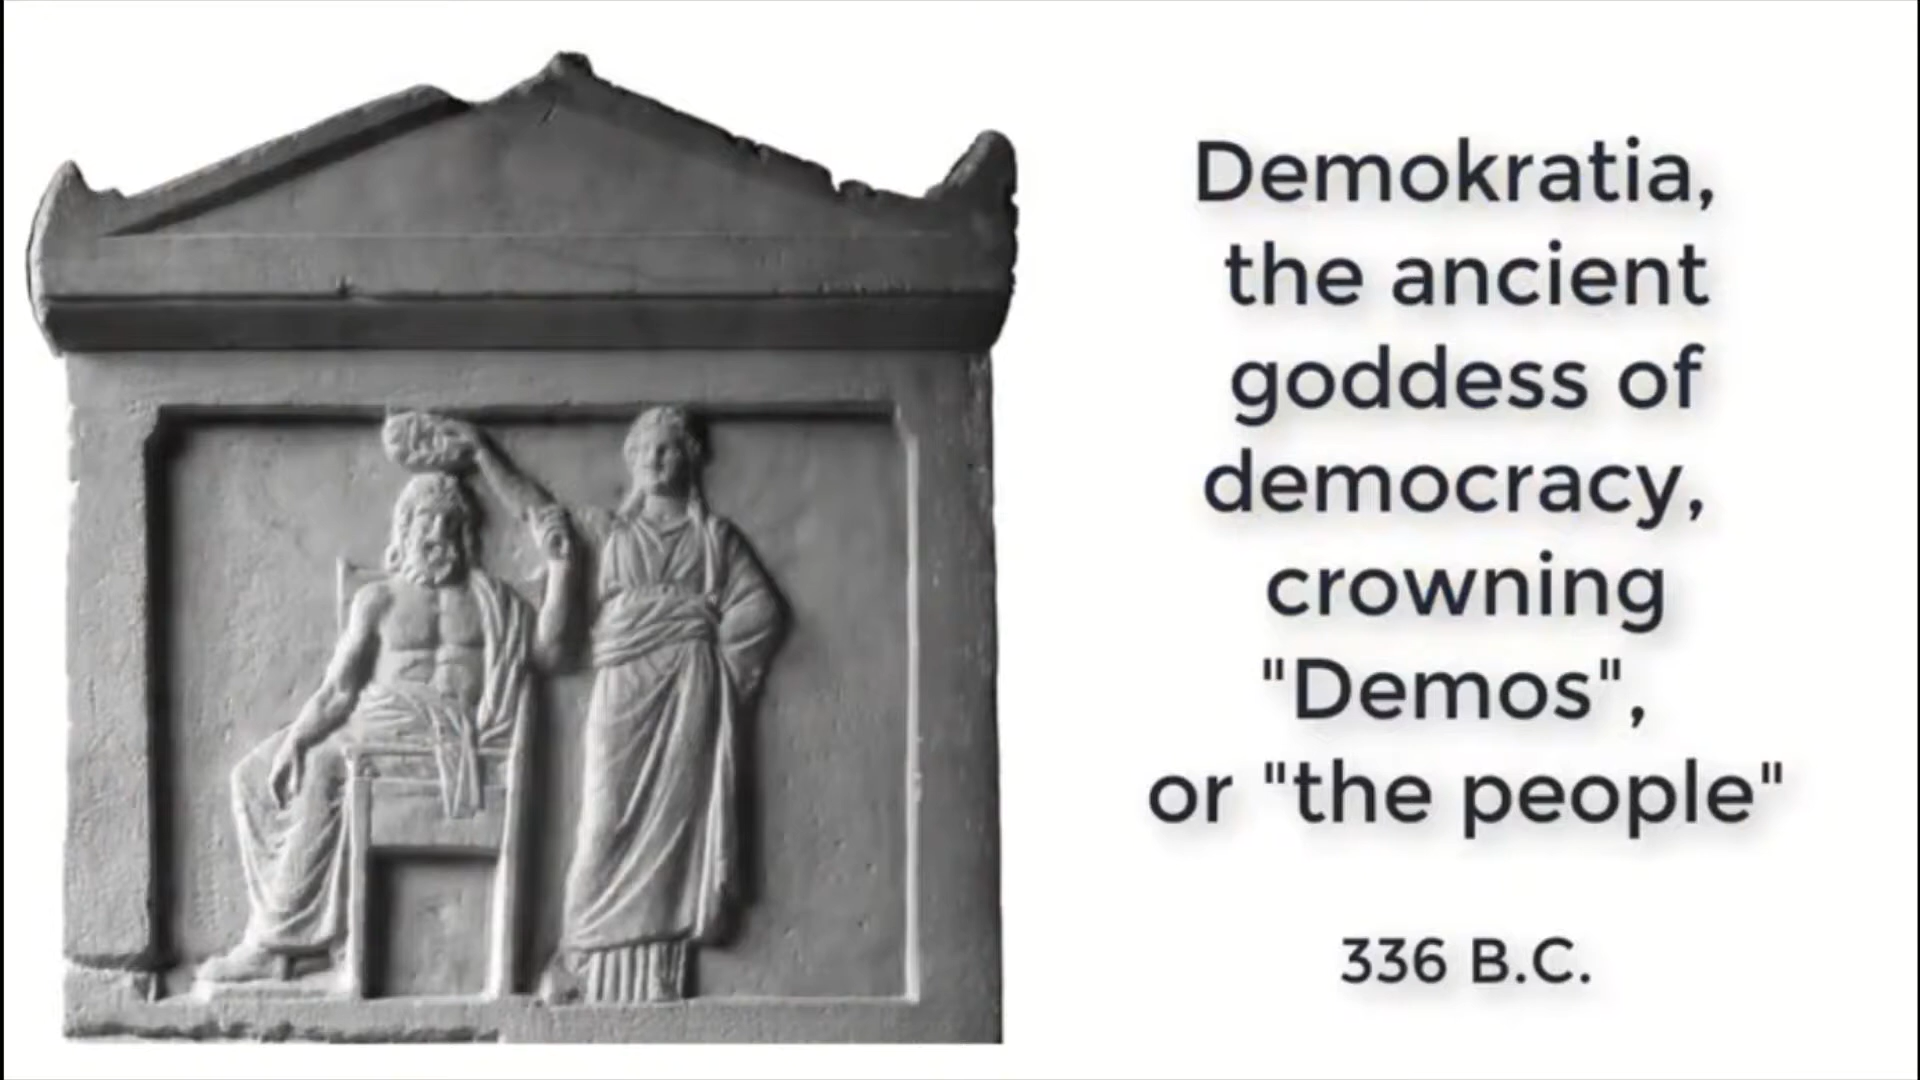 Demokratia,
the ancient
goddess of
democracy,
crowning
"Demos",
or "the people"
336 B.C.